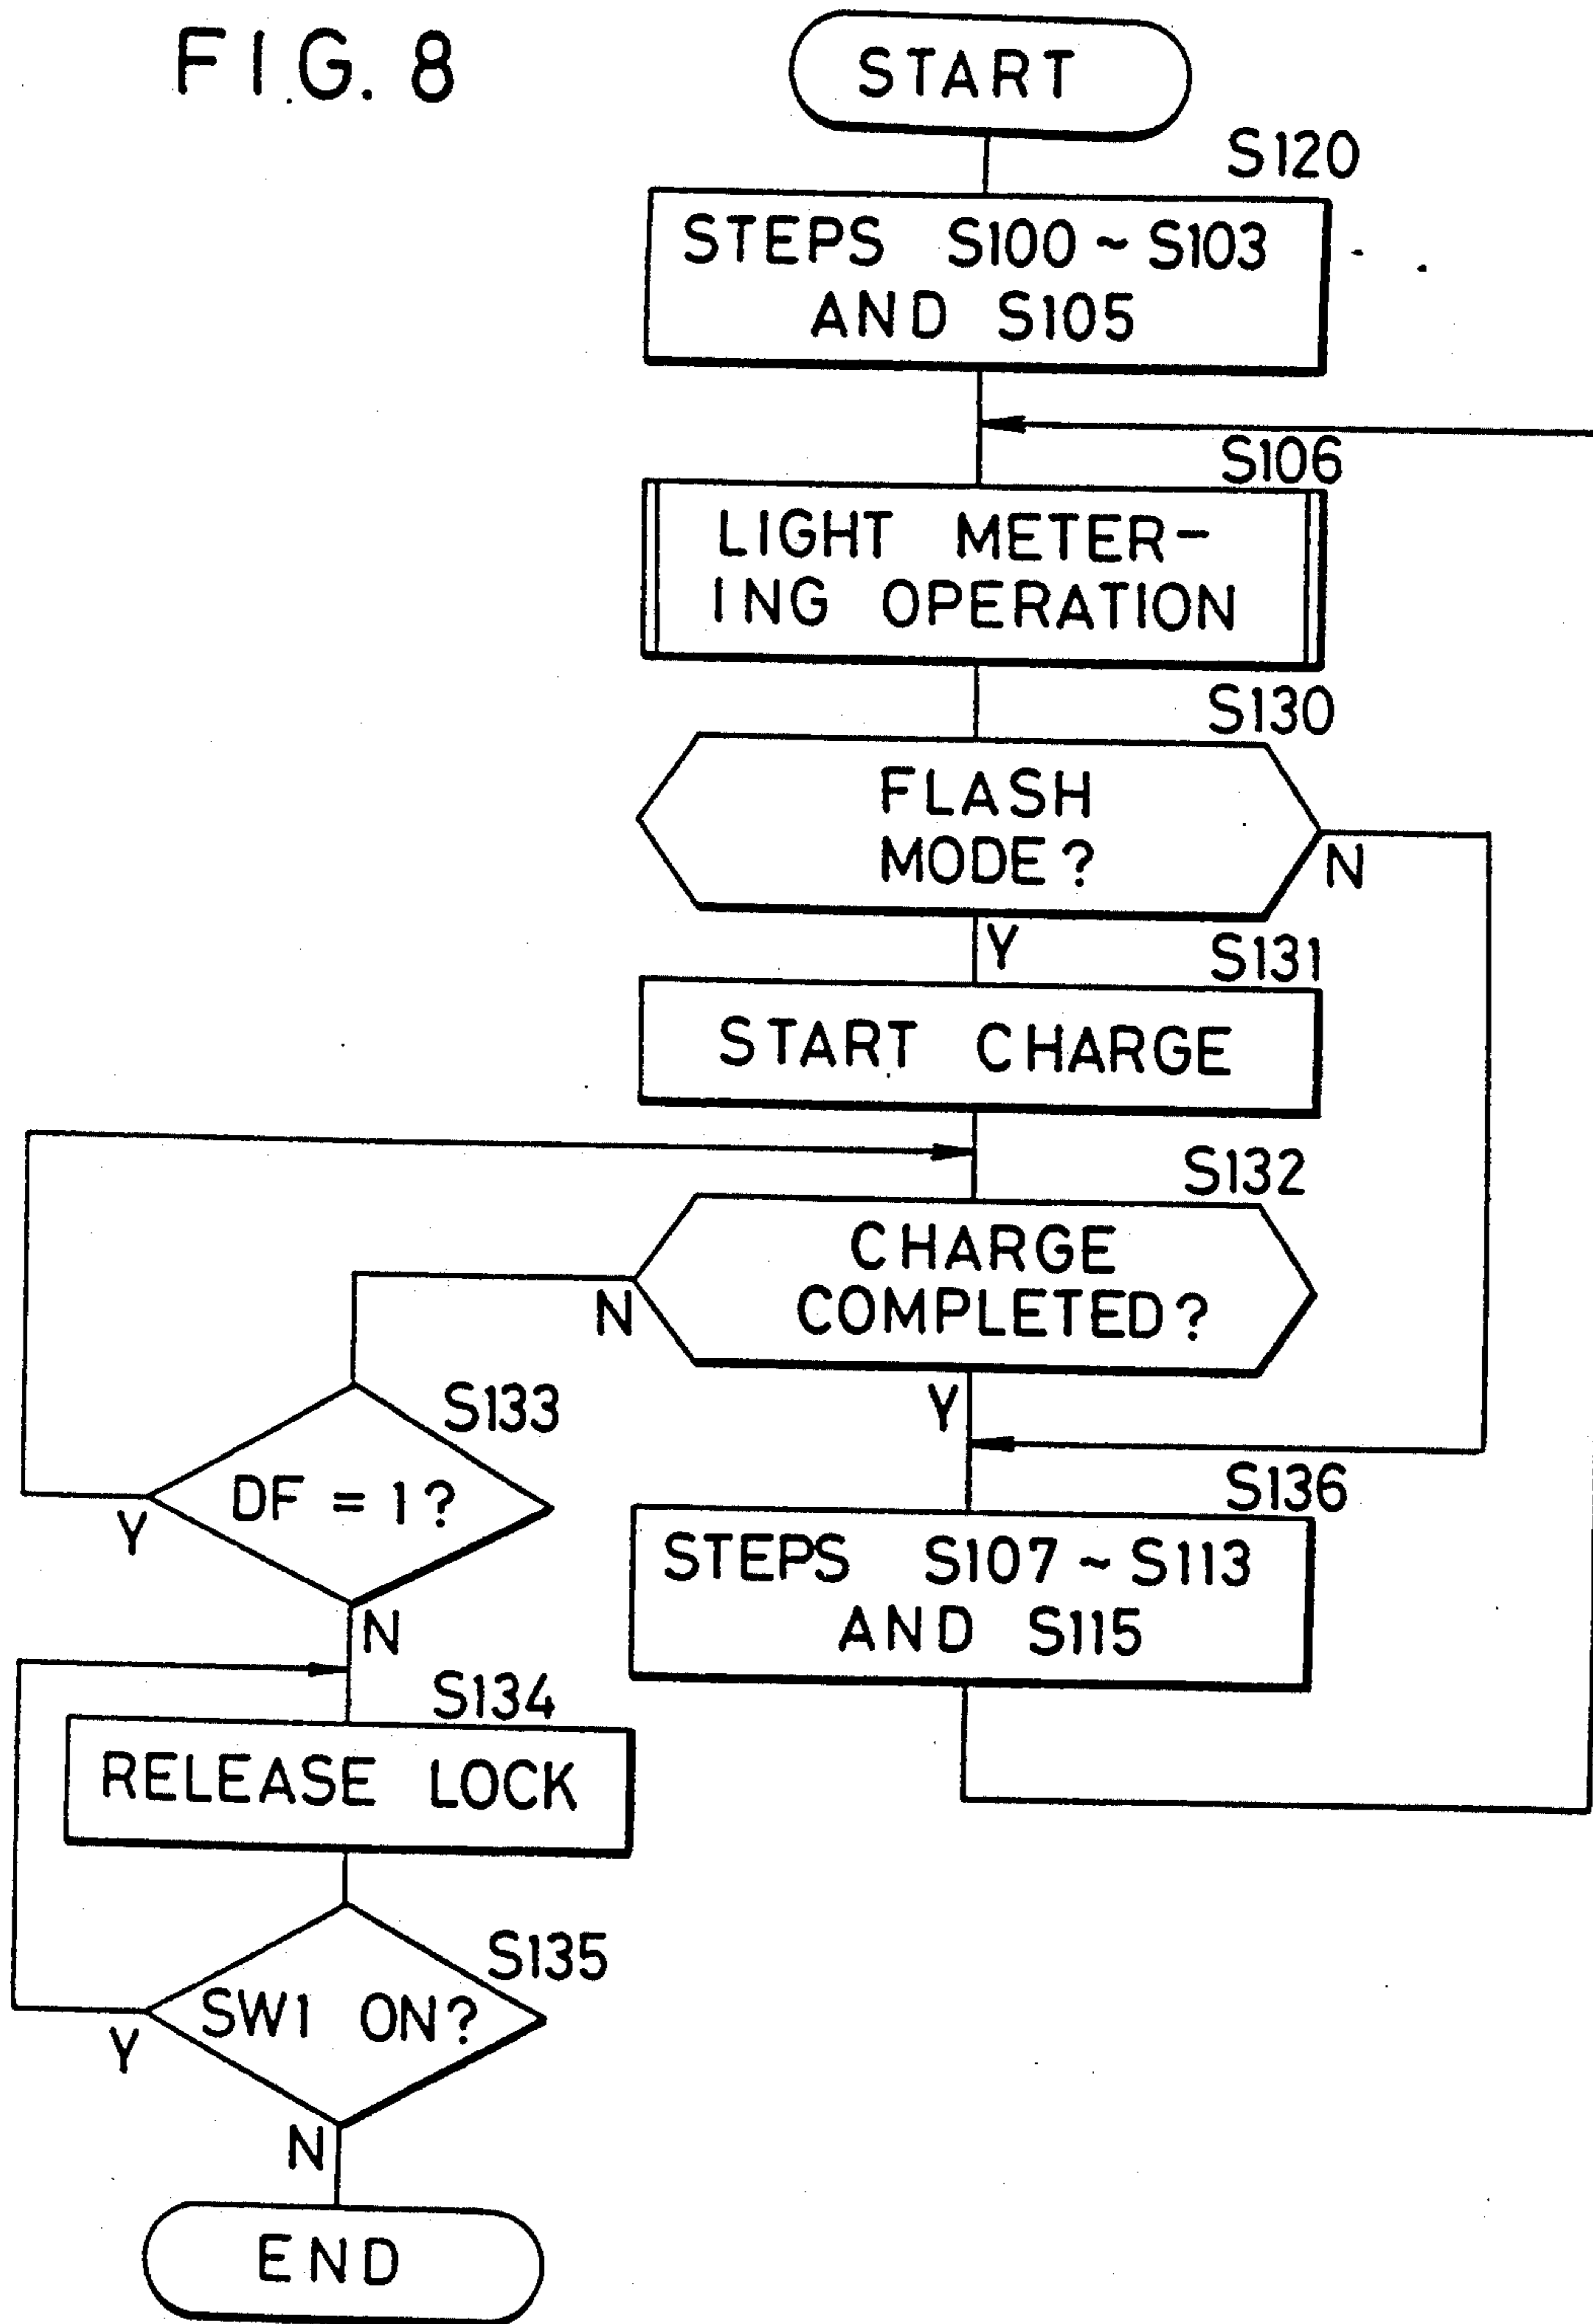 FIG. 8
START
S120
STEPS S100 ~ S103
AND S105
S106
LIGHT METER-
ING OPERATION
S130
FLASH
MODE?
N
Y
S131
START CHARGE
S132
CHARGE
COMPLETED?
N
Y
S133
DF = 1?
Y
N
S136
STEPS S107 ~ S113
AND S115
S134
RELEASE LOCK
S135
SW1 ON?
Y
N
END